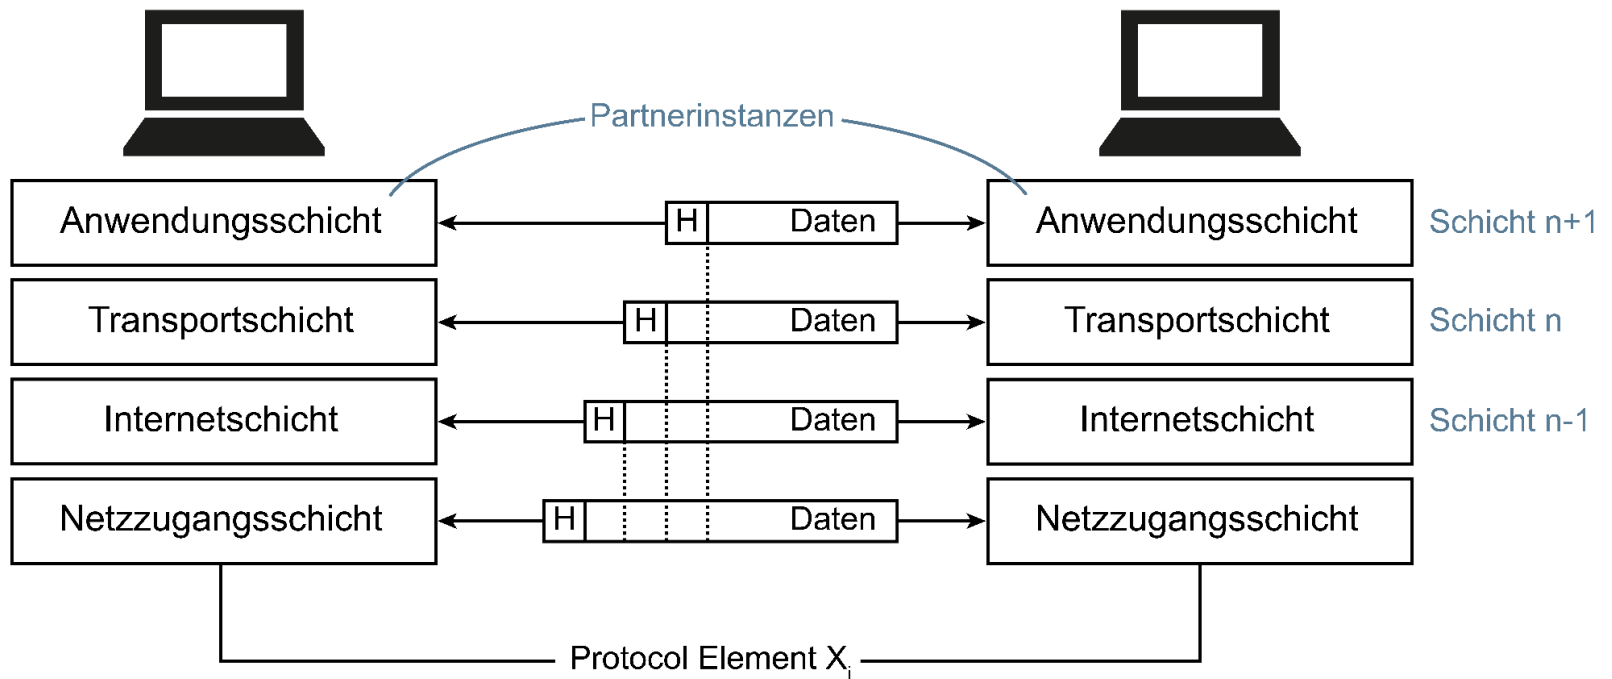 Partnerinstanzen
Anwendungsschicht
H
Daten
Anwendungsschicht
Schicht n+1
Transportschicht
H
Daten
Transportschicht
Schicht n
Internetschicht
H
Daten
Internetschicht
Schicht n-1
Netzzugangsschicht
H
Daten
Netzzugangsschicht
Protocol Element Xi